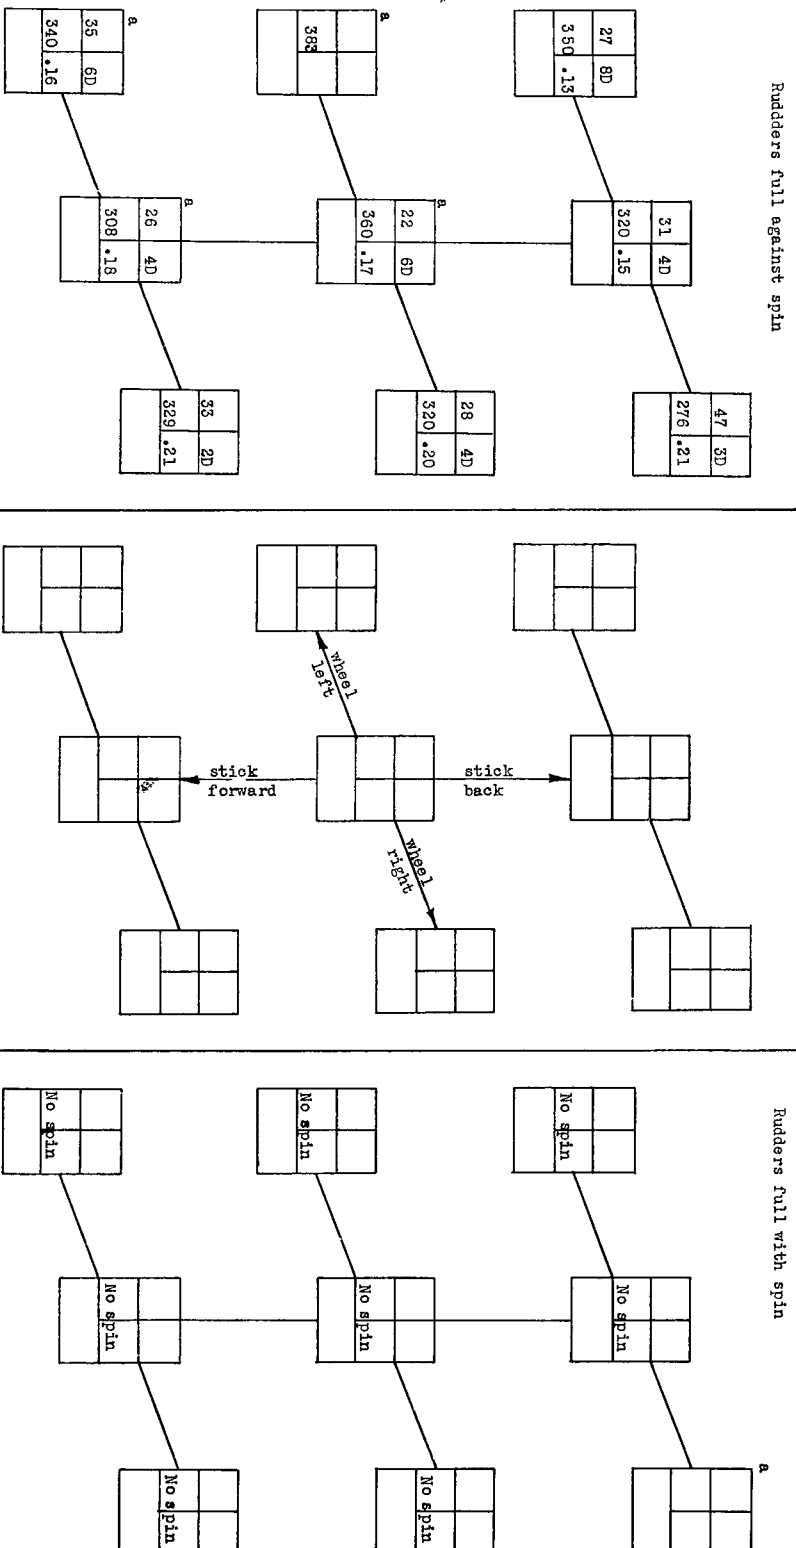 Ruddders full against spin
27 8D
350 .13
31 4D
320 .15
47 3D
276 .21
a
383
a
22 6D
360 .17
28 4D
320 .20
a
35 6D
340 .16
a
26 4D
308 .18
33 2D
329 .21
stick
back
wheel
left
wheel
right
stick
forward
Rudders full with spin
No spin
No spin
a
No spin
No spin
No spin
No spin
No spin
No spin